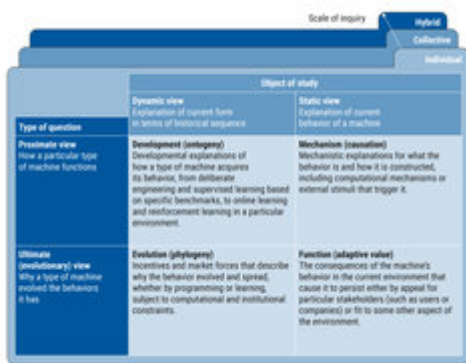 Scale of inquiry
Hybrid
Collective
Individual
Object of study
Type of question
Dynamic view
Explanation of current form
in terms of historical sequence
Static view
Explanation of current
behavior of a machine
Proximate view
How a particular type
of machine functions
Development (ontogeny)
Developmental explanations of
how a type of machine acquires
its behavior, from deliberate
engineering and supervised learning based
on specific benchmarks, to online learning
and reinforcement learning in a particular
environment.
Mechanism (causation)
Mechanistic explanations for what the
behavior is and how it is constructed,
including computational mechanisms or
external stimuli that trigger it.
Ultimate
(evolutionary) view
Why a type of machine
evolved the behaviors
it has
Evolution (phylogeny)
Incentives and market forces that describe
why the behavior evolved and spread,
whether by programming or learning,
subject to computational and institutional
constraints.
Function (adaptive value)
The consequences of the machine's
behavior in the current environment that
cause it to persist either by appeal for
particular stakeholders (such as users or
companies) or fit to some other aspect of
the environment.